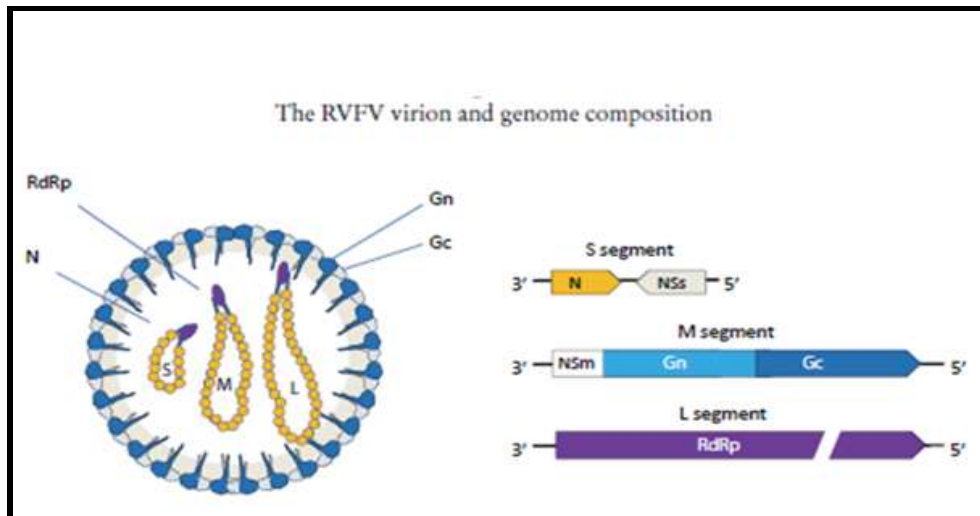 The RVFV virion and genome composition
RdRp
N
Gn
Gc
S
M
L
S segment
3' N NSs 5'
M segment
3' NSm Gn Gc 5'
L segment
3' RdRp 5'